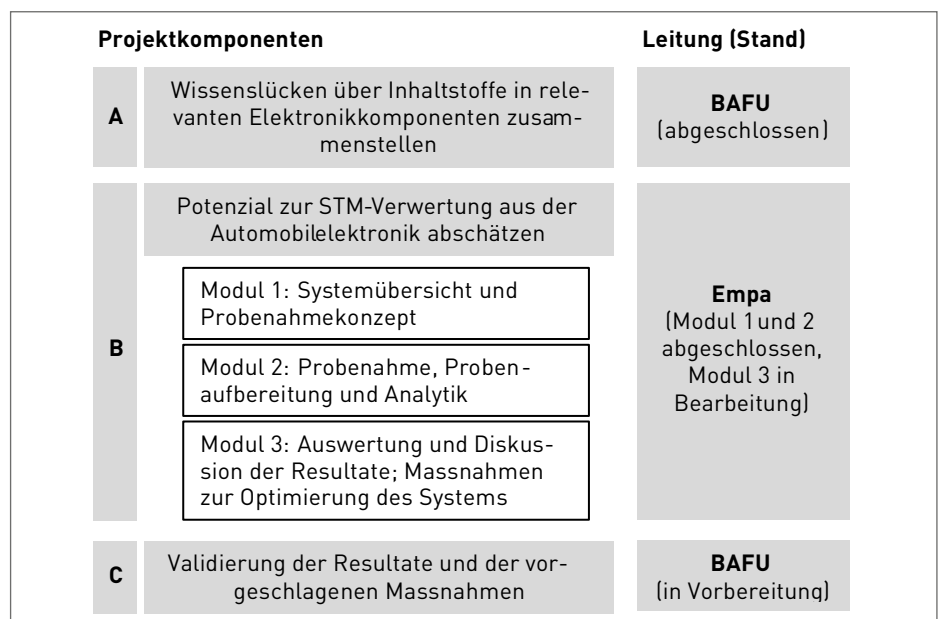 Projektkomponenten
Leitung (Stand)
A
Wissenslücken über Inhaltstoffe in rele-
vanten Elektronikkomponenten zusam-
menstellen
BAFU
(abgeschlossen)
B
Potenzial zur STM-Verwertung aus der
Automobilelektronik abschätzen
Modul 1: Systemübersicht und
Probenahmekonzept
Modul 2: Probenahme, Proben-
aufbereitung und Analytik
Modul 3: Auswertung und Diskus-
sion der Resultate; Massnahmen
zur Optimierung des Systems
Empa
(Modul 1 und 2
abgeschlossen,
Modul 3 in
Bearbeitung)
C
Validierung der Resultate und der vor-
geschlagenen Massnahmen
BAFU
(in Vorbereitung)